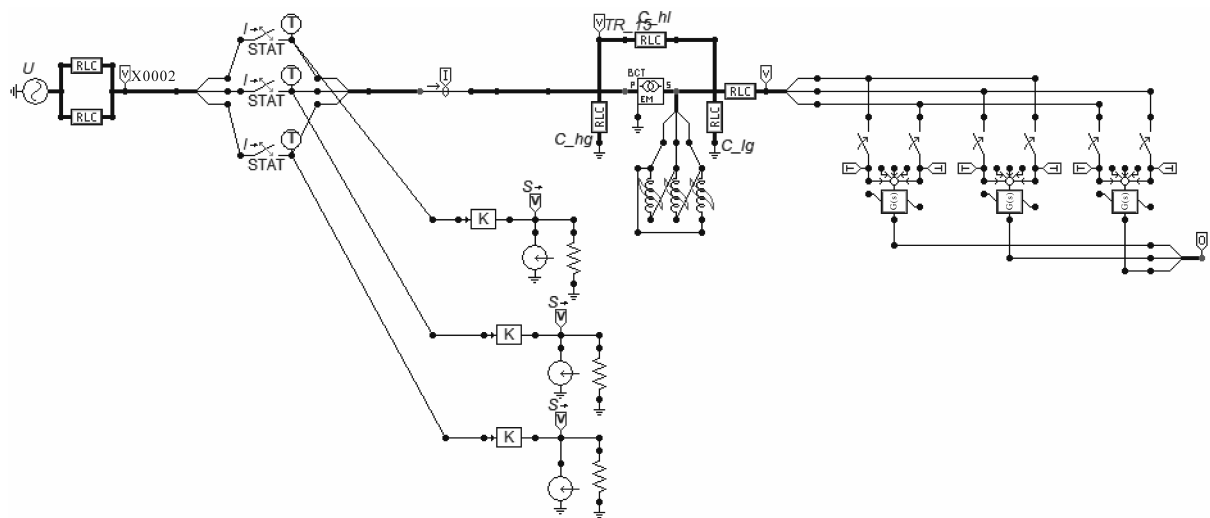 C_hl
TR_15
V
I
T
STAT
U
RLC
V
X0002
I
T
STAT
I
V
BCT
P
S
EM
RLC
RLC
V
RLC
I
T
STAT
RLC
C_hg
RLC
C_lg
T
T
T
T
T
T
G(s)
G(s)
G(s)
S
V
K
O
S
V
K
S
V
K